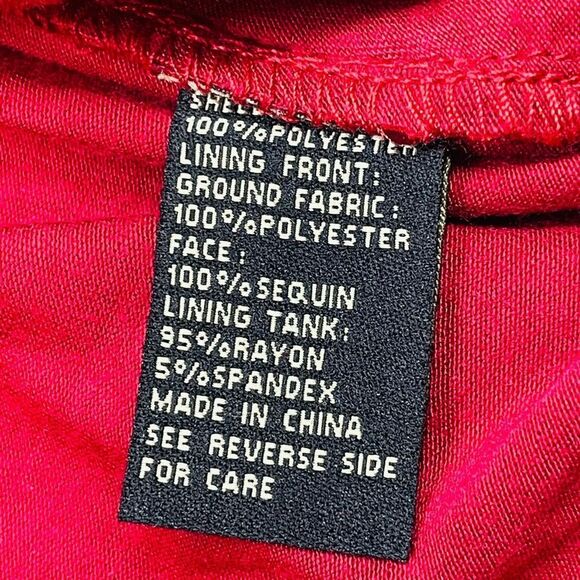 100%POLYESTER
LINING FRONT:
GROUND FABRIC:
100%POLYESTER
FACE:
100%SEQUIN
LINING TANK:
95%RAYON
5%SPANDEX
MADE IN CHINA
SEE REVERSE SIDE
FOR CARE